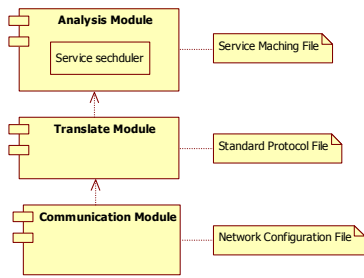 Analysis Module
Service Maching File
Service sechduler
Translate Module
Standard Protocol File
Communication Module
Network Configuration File